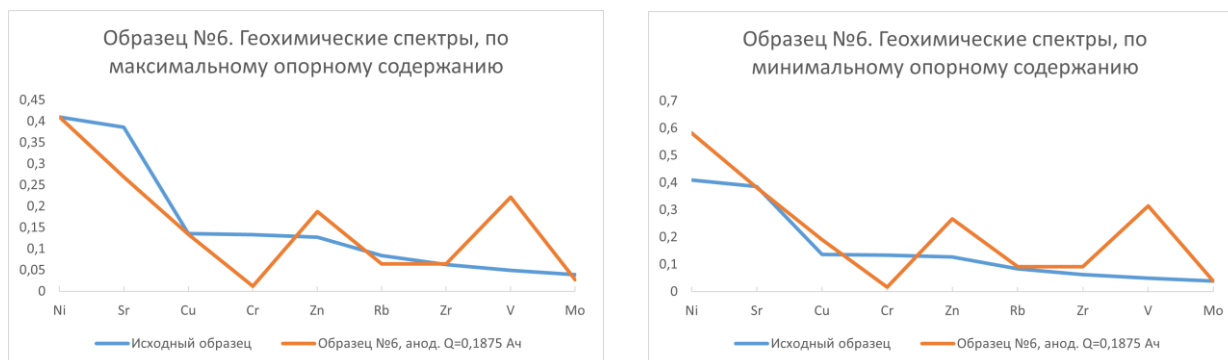 Образец №6. Геохимические спектры, по
максимальному опорному содержанию
0,45
0,4
0,35
0,3
0,25
0,2
0,15
0,1
0,05
0
Ni Sr Cu Cr Zn Rb Zr V Mo
Исходный образец Образец №6, анод. Q=0,1875 Ач
Образец №6. Геохимические спектры, по
минимальному опорному содержанию
0,7
0,6
0,5
0,4
0,3
0,2
0,1
0
Ni Sr Cu Cr Zn Rb Zr V Mo
Исходный образец Образец №6, анод. Q=0,1875 Ач